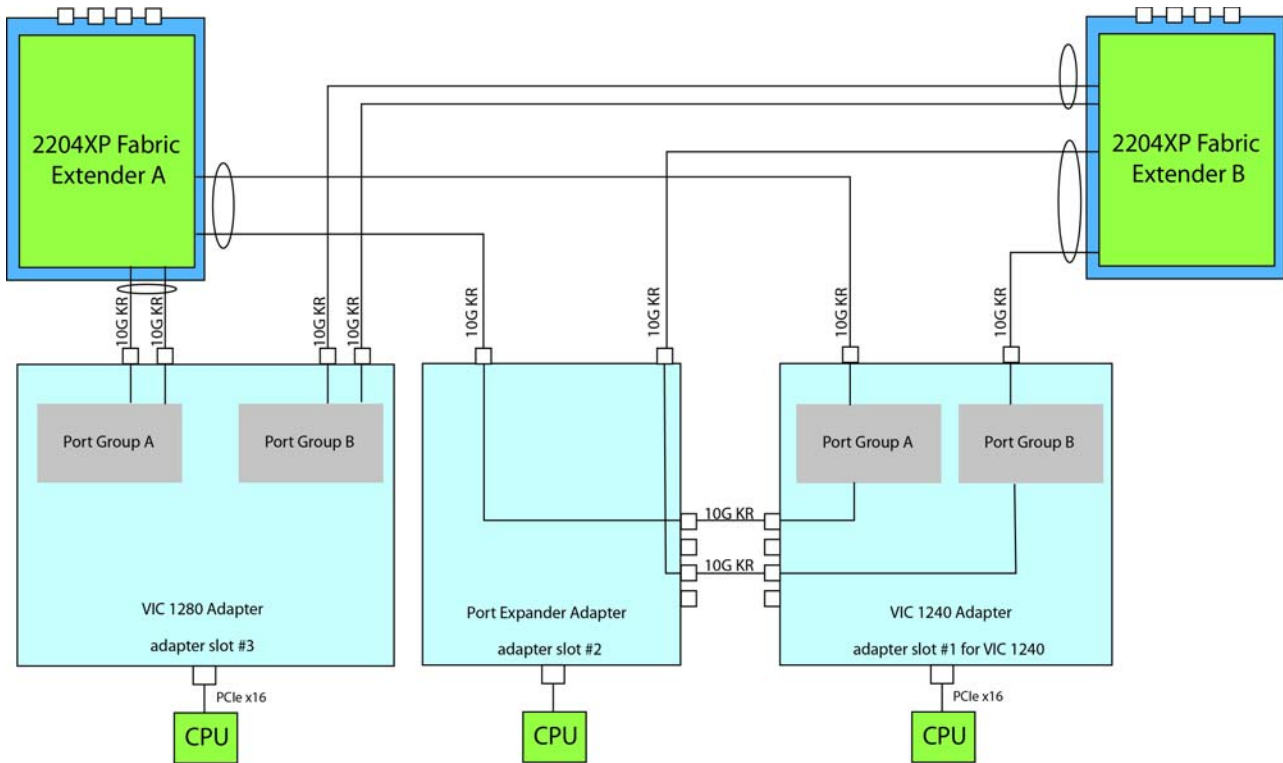 2204XP Fabric
Extender A
2204XP Fabric
Extender B
10G KR
10G KR
10G KR
10G KR
10G KR
10G KR
10G KR
10G KR
Port Group A
Port Group B
Port Group A
Port Group B
10G KR
10G KR
VIC 1280 Adapter
adapter slot #3
Port Expander Adapter
adapter slot #2
VIC 1240 Adapter
adapter slot #1 for VIC 1240
PCIe x16
PCIe x16
CPU
CPU
CPU